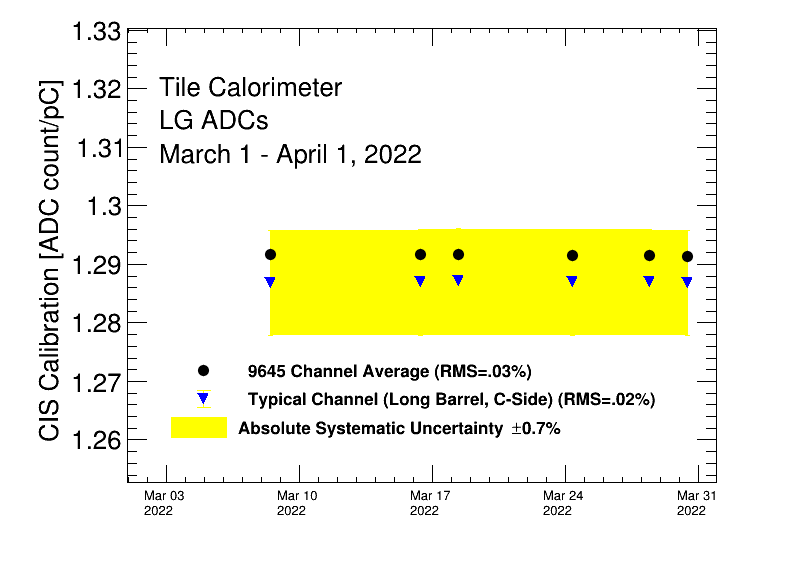 1.33
1.32
1.31
1.3
1.29
1.28
1.27
1.26
CIS Calibration [ADC count/pC]
Tile Calorimeter
LG ADCs
March 1 - April 1, 2022
9645 Channel Average (RMS=.03%)
Typical Channel (Long Barrel, C-Side) (RMS=.02%)
Absolute Systematic Uncertainty ±0.7%
Mar 03 Mar 10 Mar 17 Mar 24 Mar 31
2022 2022 2022 2022 2022